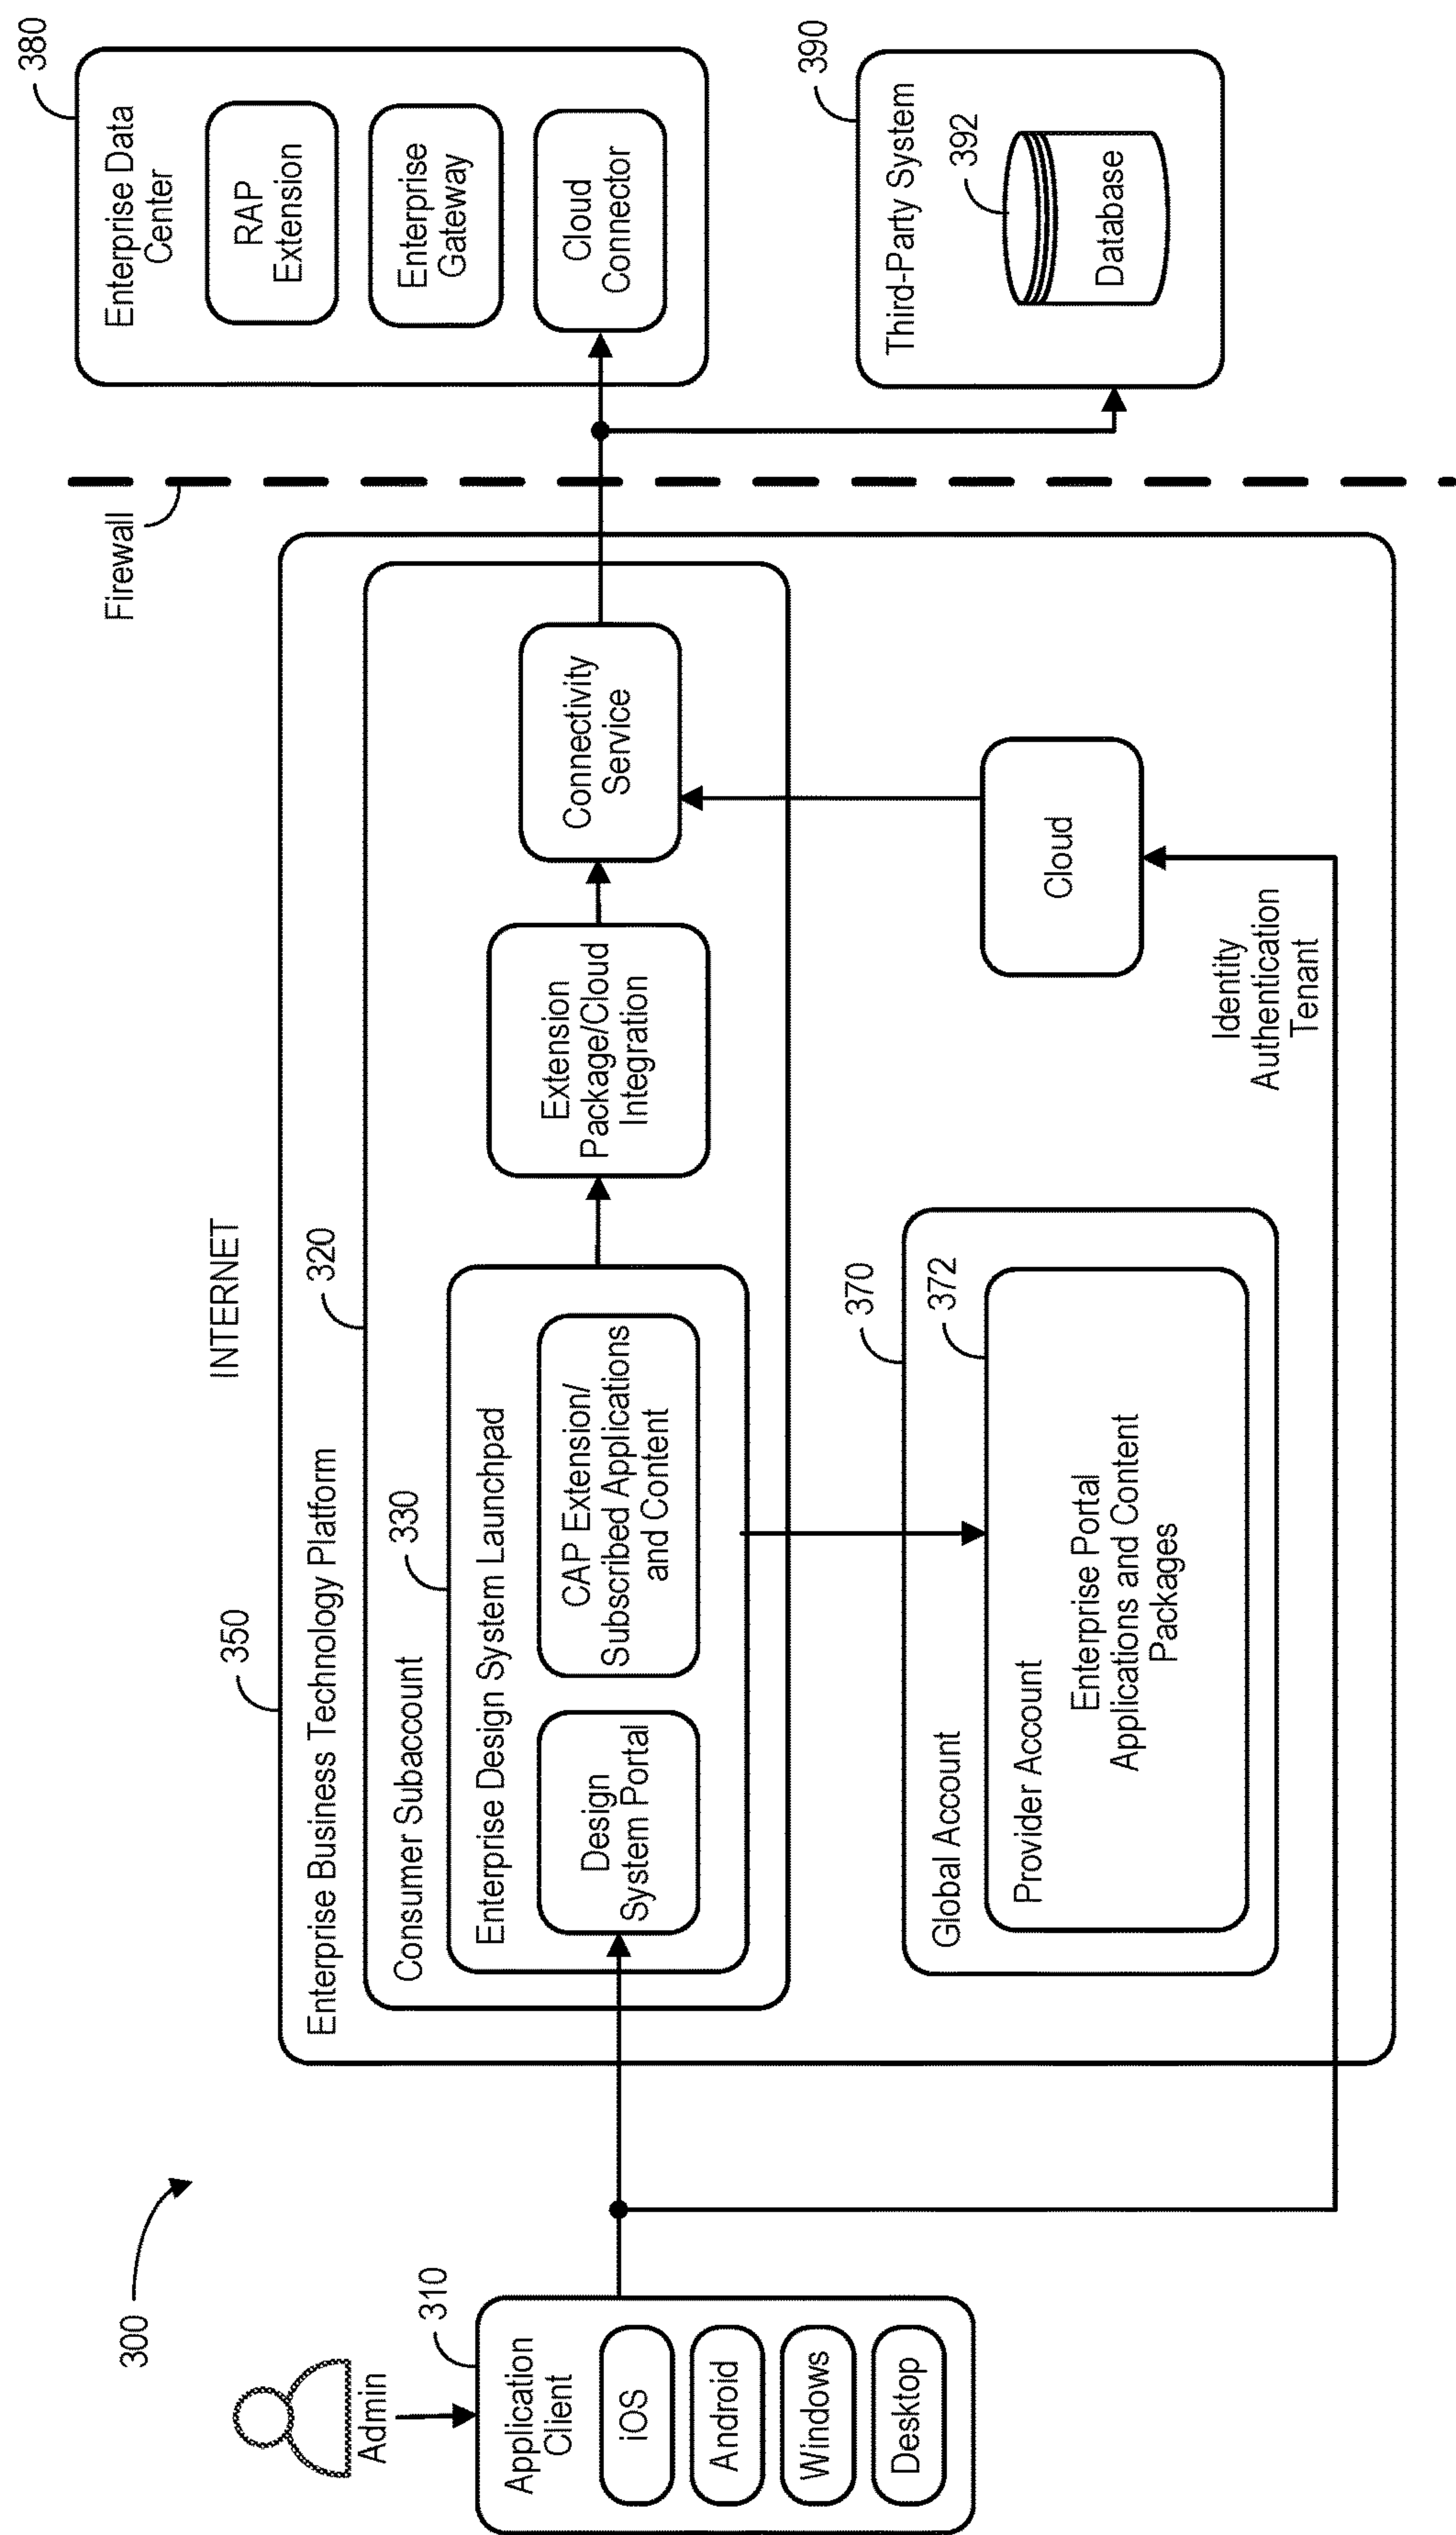 300
Admin
310
Application
Client
iOS
Android
Windows
Desktop
INTERNET
350
Enterprise Business Technology Platform
320
Consumer Subaccount
330
Enterprise Design System Launchpad
Design
System Portal
CAP Extension/
Subscribed Applications
and Content
Extension
Package/Cloud
Integration
Connectivity
Service
370
Global Account
372
Provider Account
Enterprise Portal
Applications and Content
Packages
Cloud
Identity
Authentication
Tenant
Firewall
380
Enterprise Data
Center
RAP
Extension
Enterprise
Gateway
Cloud
Connector
390
Third-Party System
392
Database